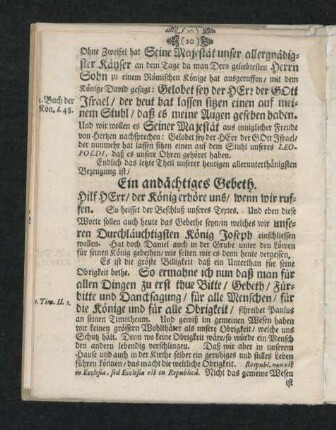 (20)
Ohne Zweifel hat Seine Majestät unser allergnädig-
ster Käyser an dem Tage da man Dero geliebtesten Herrn
Sohn zu einem Römischen Könige hat ausgeruffen / mit dem
Könige David gesagt: Gelobet sey der HErr der GOtt
1. Buch der
Kön. 1. 48.
Israel / der heut hat lassen sitzen einen auf mei-
nem Stuhl / daß es meine Augen gesehen haben.
Und wir wollen es Seiner Majestät aus inniglicher Freude
von Hertzen nachsprechen: Gelobet sey der HErr der GOtt Israel /
der nunmehr hat lassen sitzen einen auf dem Stuhl unseres LEO-
POLDI, daß es unsre Ohren gehöret haben.
Endlich das letzte Theil unserer heutigen allerunterthänigsten
Bezeugung ist /
Ein andächtiges Gebeth.
Hilf HErr / der König erhöre uns / wenn wir ruf-
fen. So heisset der Beschluß unseres Textes. Und eben diese
Worte sollen auch heute das Gebethe seyn / in welches wir unse-
ren Durchläuchtigsten König Joseph einschliessen
wollen. Hat doch Daniel auch in der Grube unter den Löwen
für seinen König gebethen / wie solten wir es denn heute vergessen.
Es ist die gröste Billigkeit daß ein Unterthan für seine
Obrigkeit bethe. So ermahne ich nun daß man für
allen Dingen zu erst thue Bitte / Gebeth / Für-
bitte und Dancksagung / für alle Menschen / für
1. Tim. II. 1.
die Könige und für alle Obrigkeit / schreibet Paulus
an seinen Timotheum. Und gewiß im gemeinen Wesen haben
wir keinen grössern Wohlthäter als unsere Obrigkeit / welche uns
Schutz hält. Denn wo keine Obrigkeit wäre / so würde ein Mensch
den andern lebendig verschlingen. Daß wir aber in unserem
Hause und auch in der Kirche selber ein geruhiges und stilles Leben
führen können / das macht die weltliche Obrigkeit. Respubl. non est
in Ecclesia, sed Ecclesia est in Republica. Nicht das gemeine Wesen
ist